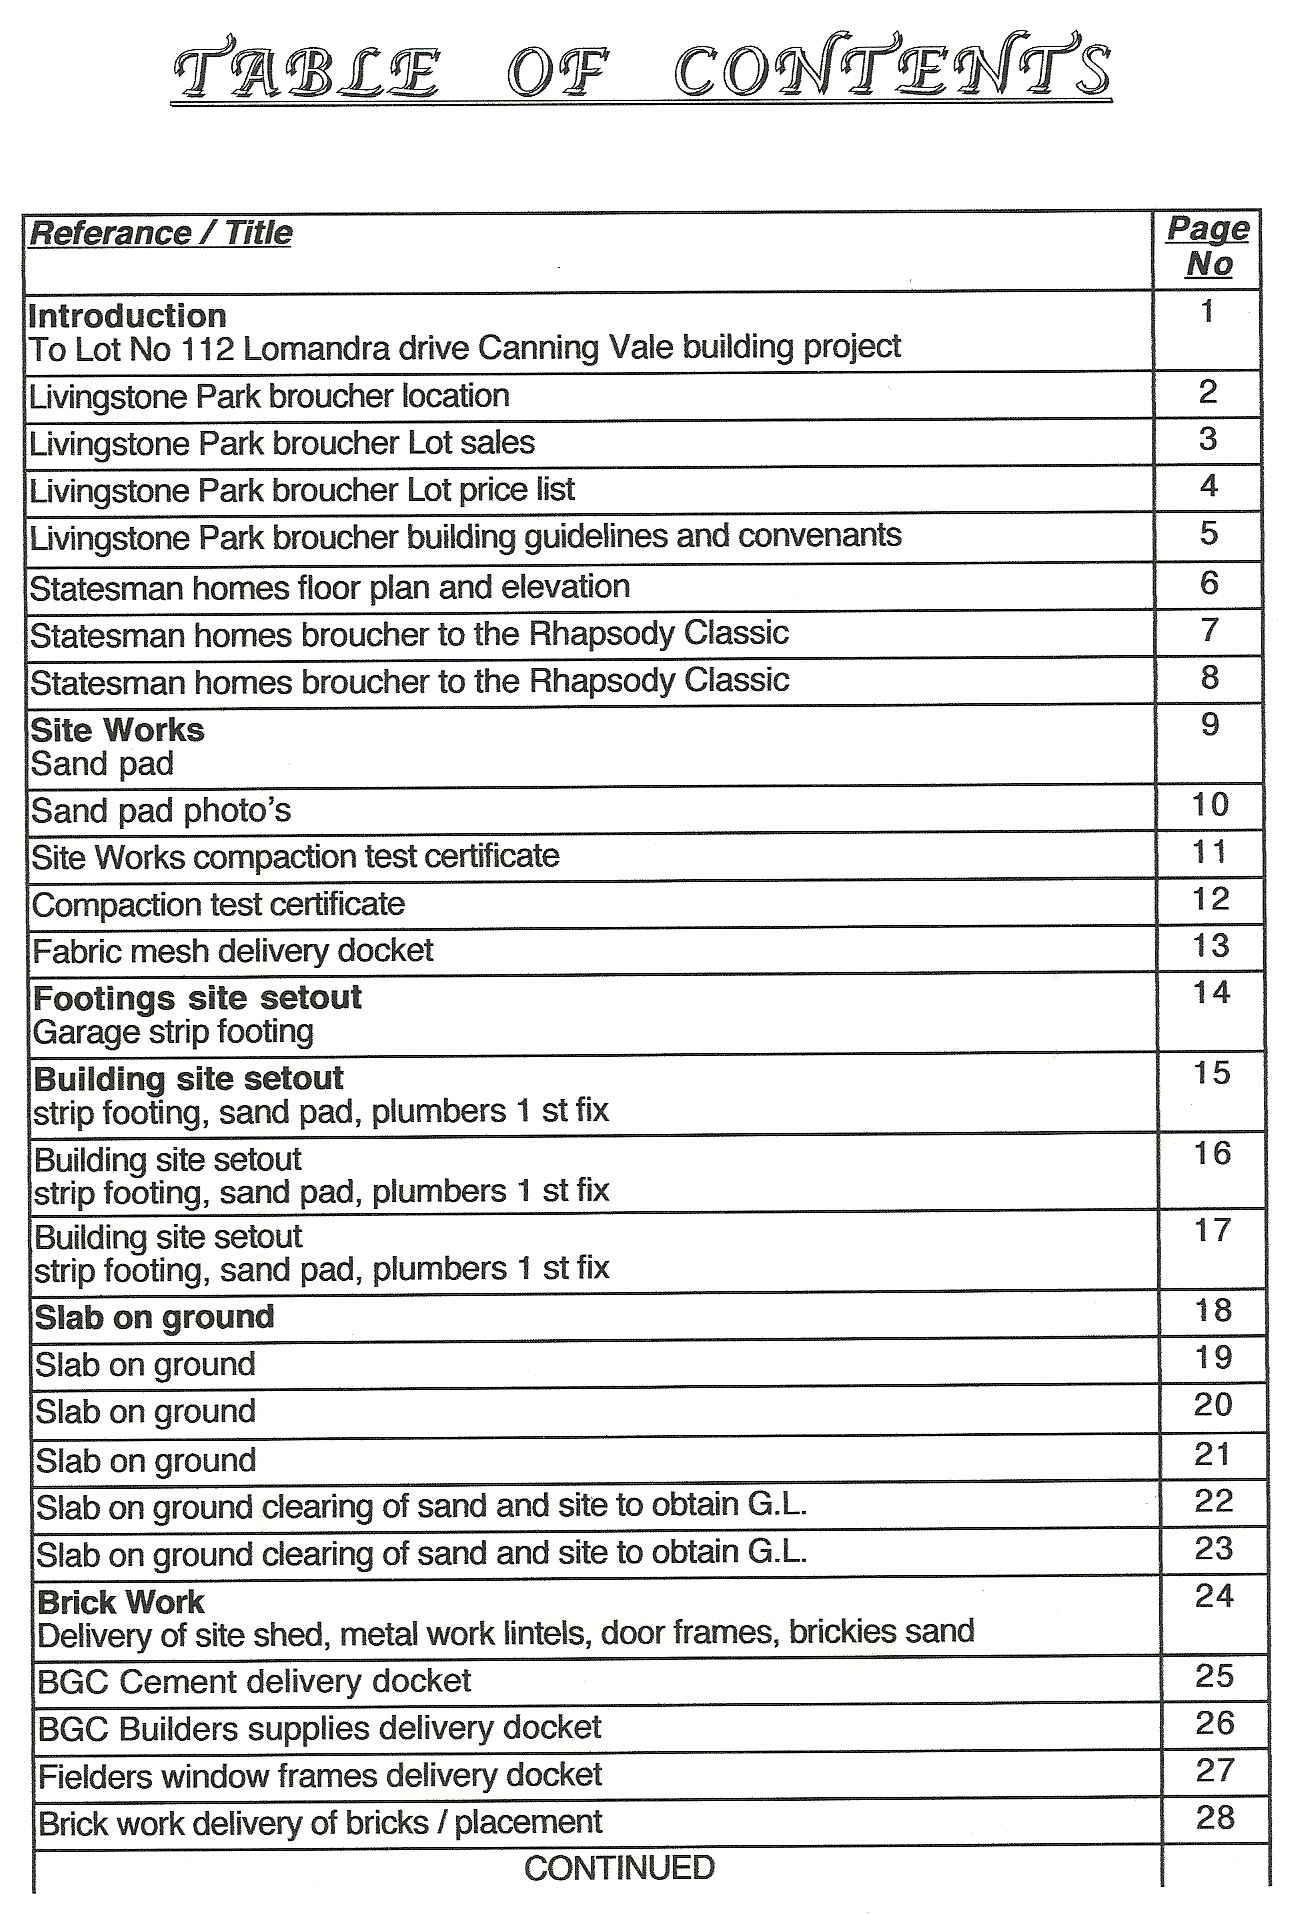 TABLE OF CONTENTS
Referance / Title
Page
No
Introduction
1
To Lot No 112 Lomandra drive Canning Vale building project
Livingstone Park broucher location
2
Livingstone Park broucher Lot sales
3
Livingstone Park broucher Lot price list
4
Livingstone Park broucher building guidelines and convenants
5
Statesman homes floor plan and elevation
6
Statesman homes broucher to the Rhapsody Classic
7
Statesman homes broucher to the Rhapsody Classic
8
Site Works
9
Sand pad
Sand pad photo's
10
Site Works compaction test certificate
11
Compaction test certificate
12
Fabric mesh delivery docket
13
Footings site setout
14
Garage strip footing
Building site setout
15
strip footing, sand pad, plumbers 1 st fix
Building site setout
16
strip footing, sand pad, plumbers 1 st fix
Building site setout
17
strip footing, sand pad, plumbers 1 st fix
Slab on ground
18
Slab on ground
19
Slab on ground
20
Slab on ground
21
Slab on ground clearing of sand and site to obtain G.L.
22
Slab on ground clearing of sand and site to obtain G.L.
23
Brick Work
24
Delivery of site shed, metal work lintels, door frames, brickies sand
BGC Cement delivery docket
25
BGC Builders supplies delivery docket
26
Fielders window frames delivery docket
27
Brick work delivery of bricks / placement
28
CONTINUED